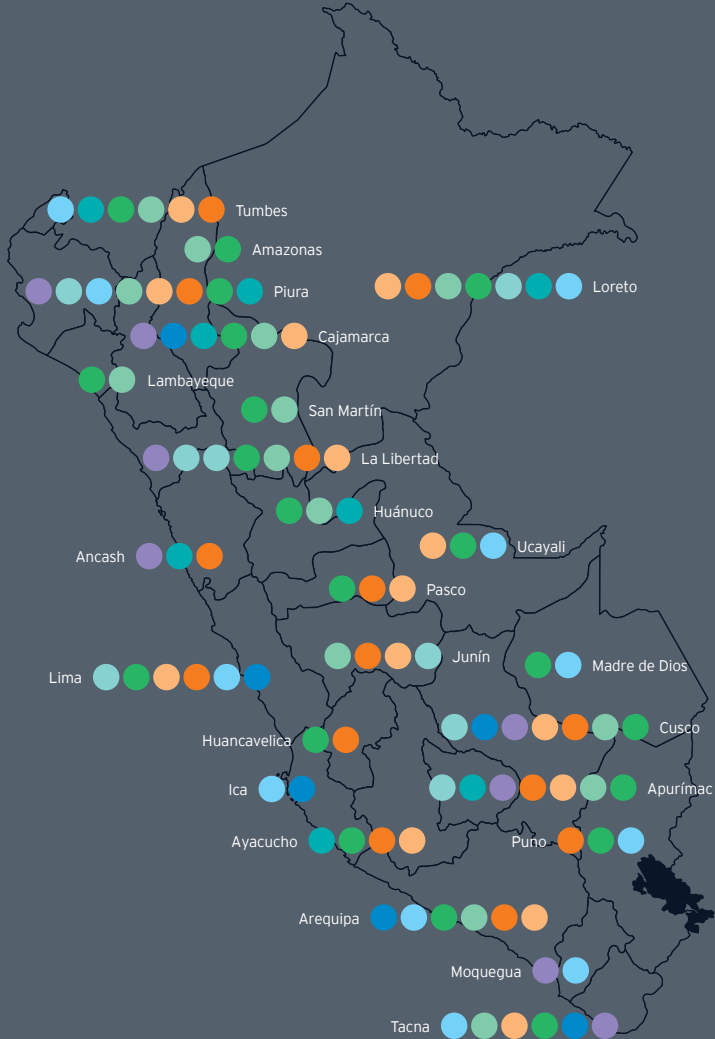 Tumbes
Amazonas
Loreto
Piura
Cajamarca
Lambayeque
San Martín
La Libertad
Huánuco
Ucayali
Ancash
Pasco
Junín
Madre de Dios
Lima
Cusco
Huancavelica
Ica
Apurímac
Ayacucho
Puno
Arequipa
Moquegua
Tacna